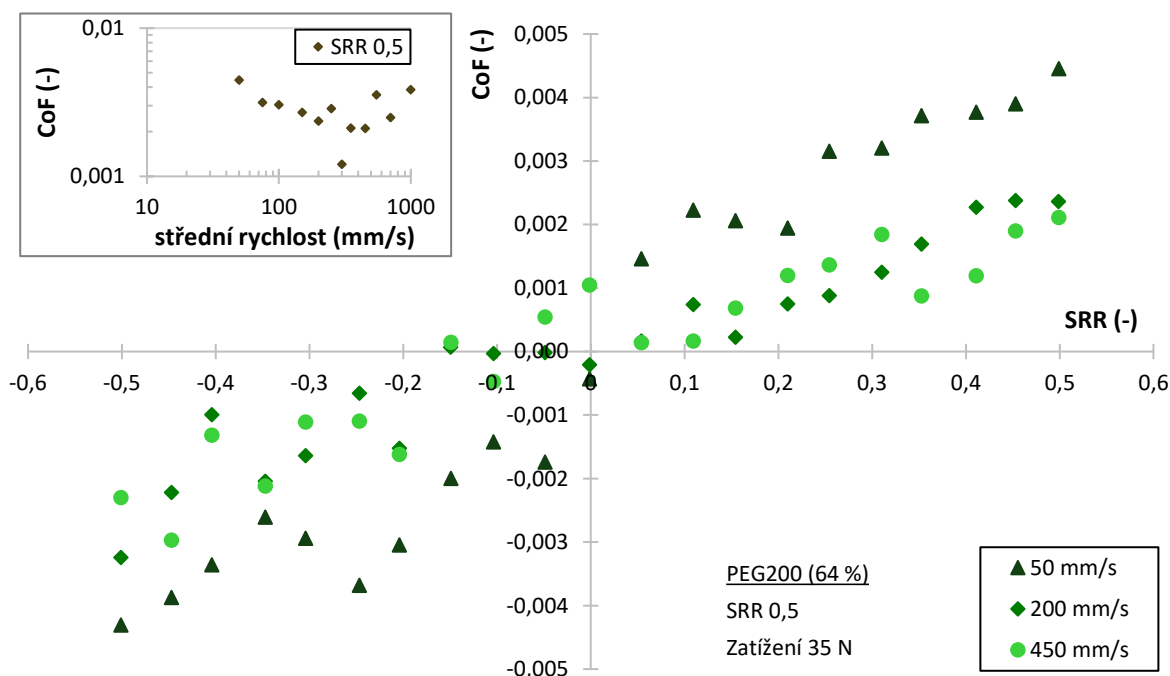 0,01
CoF (-)
0,001
SRR 0,5
10
100
1000
střední rychlost (mm/s)
CoF (-)
0,005
0,004
0,003
0,002
0,001
0,000
-0,001
-0,002
-0,003
-0,004
-0,005
SRR (-)
-0,6
-0,5
-0,4
-0,3
-0,2
-0,1
0
0,1
0,2
0,3
0,4
0,5
0,6
PEG200 (64 %)
SRR 0,5
Zatížení 35 N
50 mm/s
200 mm/s
450 mm/s